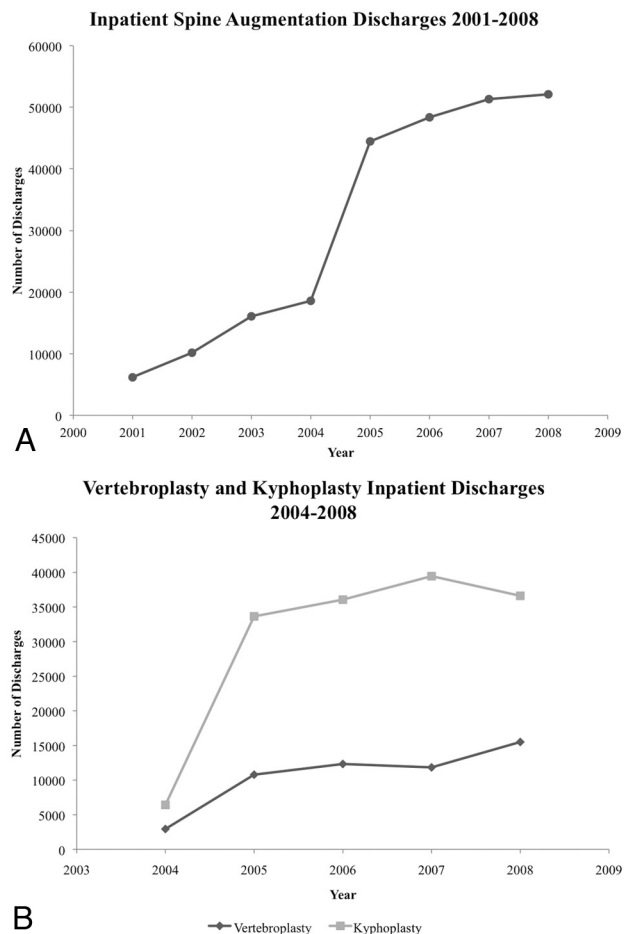 Inpatient Spine Augmentation Discharges 2001-2008
60000
50000
40000
30000
20000
10000
0
Number of Discharges
2000 2001 2002 2003 2004 2005 2006 2007 2008 2009
Year
A
Vertebroplasty and Kyphoplasty Inpatient Discharges
2004-2008
45000
40000
35000
30000
25000
20000
15000
10000
5000
0
Number of Discharges
2003 2004 2005 2006 2007 2008 2009
Year
B
Vertebroplasty Kyphoplasty